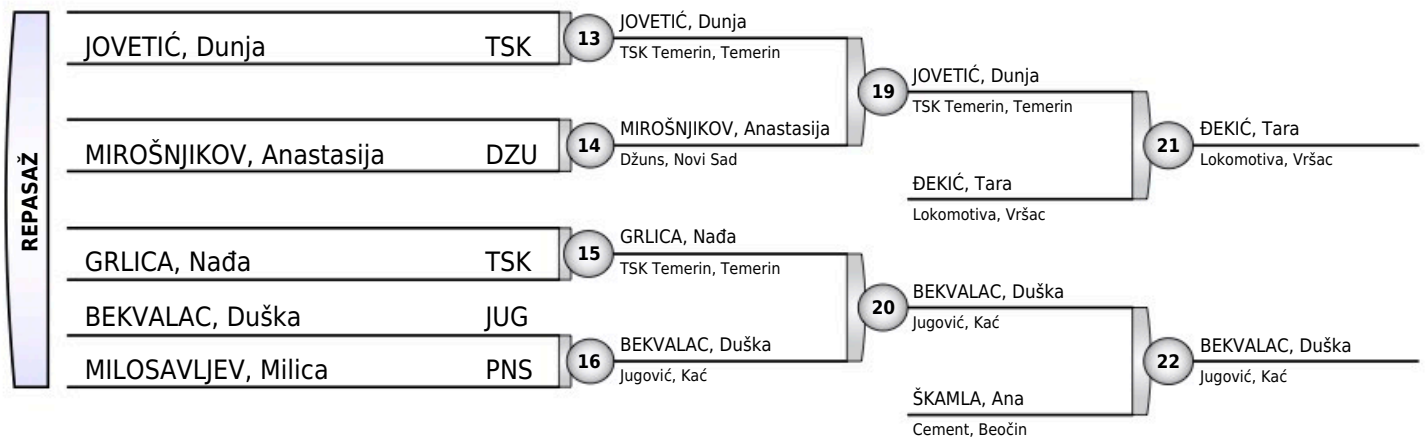 REPASAŽ
JOVETIĆ, Dunja TSK
MIROŠNJIKOV, Anastasija DZU
GRLICA, Nađa TSK
BEKVALAC, Duška JUG
MILOSAVLJEV, Milica PNS
13
JOVETIĆ, Dunja
TSK Temerin, Temerin
14
MIROŠNJIKOV, Anastasija
Džuns, Novi Sad
15
GRLICA, Nađa
TSK Temerin, Temerin
16
BEKVALAC, Duška
Jugović, Kać
19
JOVETIĆ, Dunja
TSK Temerin, Temerin
ĐEKIĆ, Tara
Lokomotiva, Vršac
20
BEKVALAC, Duška
Jugović, Kać
ŠKAMLA, Ana
Cement, Beočin
21
ĐEKIĆ, Tara
Lokomotiva, Vršac
22
BEKVALAC, Duška
Jugović, Kać